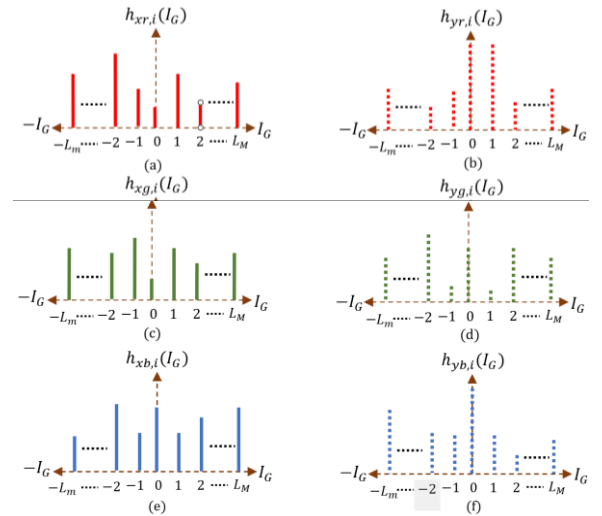 h_{xr,i}(I_G)
h_{yr,i}(I_G)
−I_G I_G
−L_m ..... −2 −1 0 1 2 ..... L_M
(a)
−I_G I_G
−L_m ..... −2 −1 0 1 2 ..... L_M
(b)
h_{xg,i}(I_G)
h_{yg,i}(I_G)
−I_G I_G
−L_m ..... −2 −1 0 1 2 ..... L_M
(c)
−I_G I_G
−L_m ..... −2 −1 0 1 2 ..... L_M
(d)
h_{xb,i}(I_G)
h_{yb,i}(I_G)
−I_G I_G
−L_m ..... −2 −1 0 1 2 ..... L_M
(e)
−I_G I_G
−L_m ..... −2 −1 0 1 2 ..... L_M
(f)